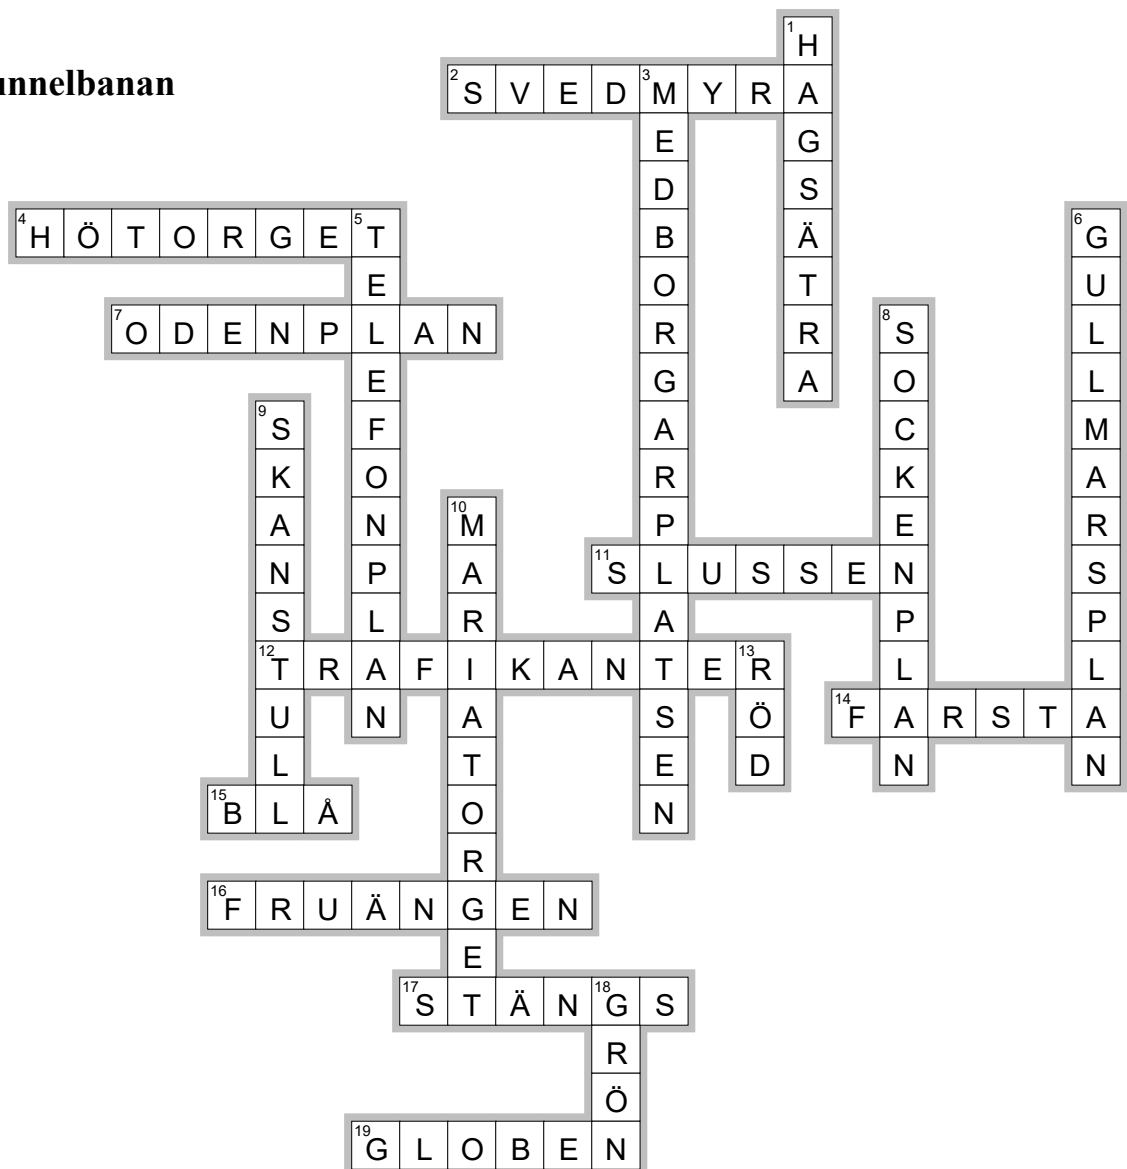 unnelbanan
1 HAGSÄTRA
2 SVEDMYRA
3 MEDBORGARPLATSEN
4 HÖTORGET
5 TELEFONPLAN
6 GULLMARSPLAN
7 ODENPLAN
8 SOCKENPLAN
9 SKANSTULL
10 MARIATORGET
11 SLUSSEN
12 TRAFIKANTER
13 RÖD
14 FARSTA
15 BLÅ
16 FRUÄNGEN
17 STÄNGS
18 GRÖN
19 GLOBEN